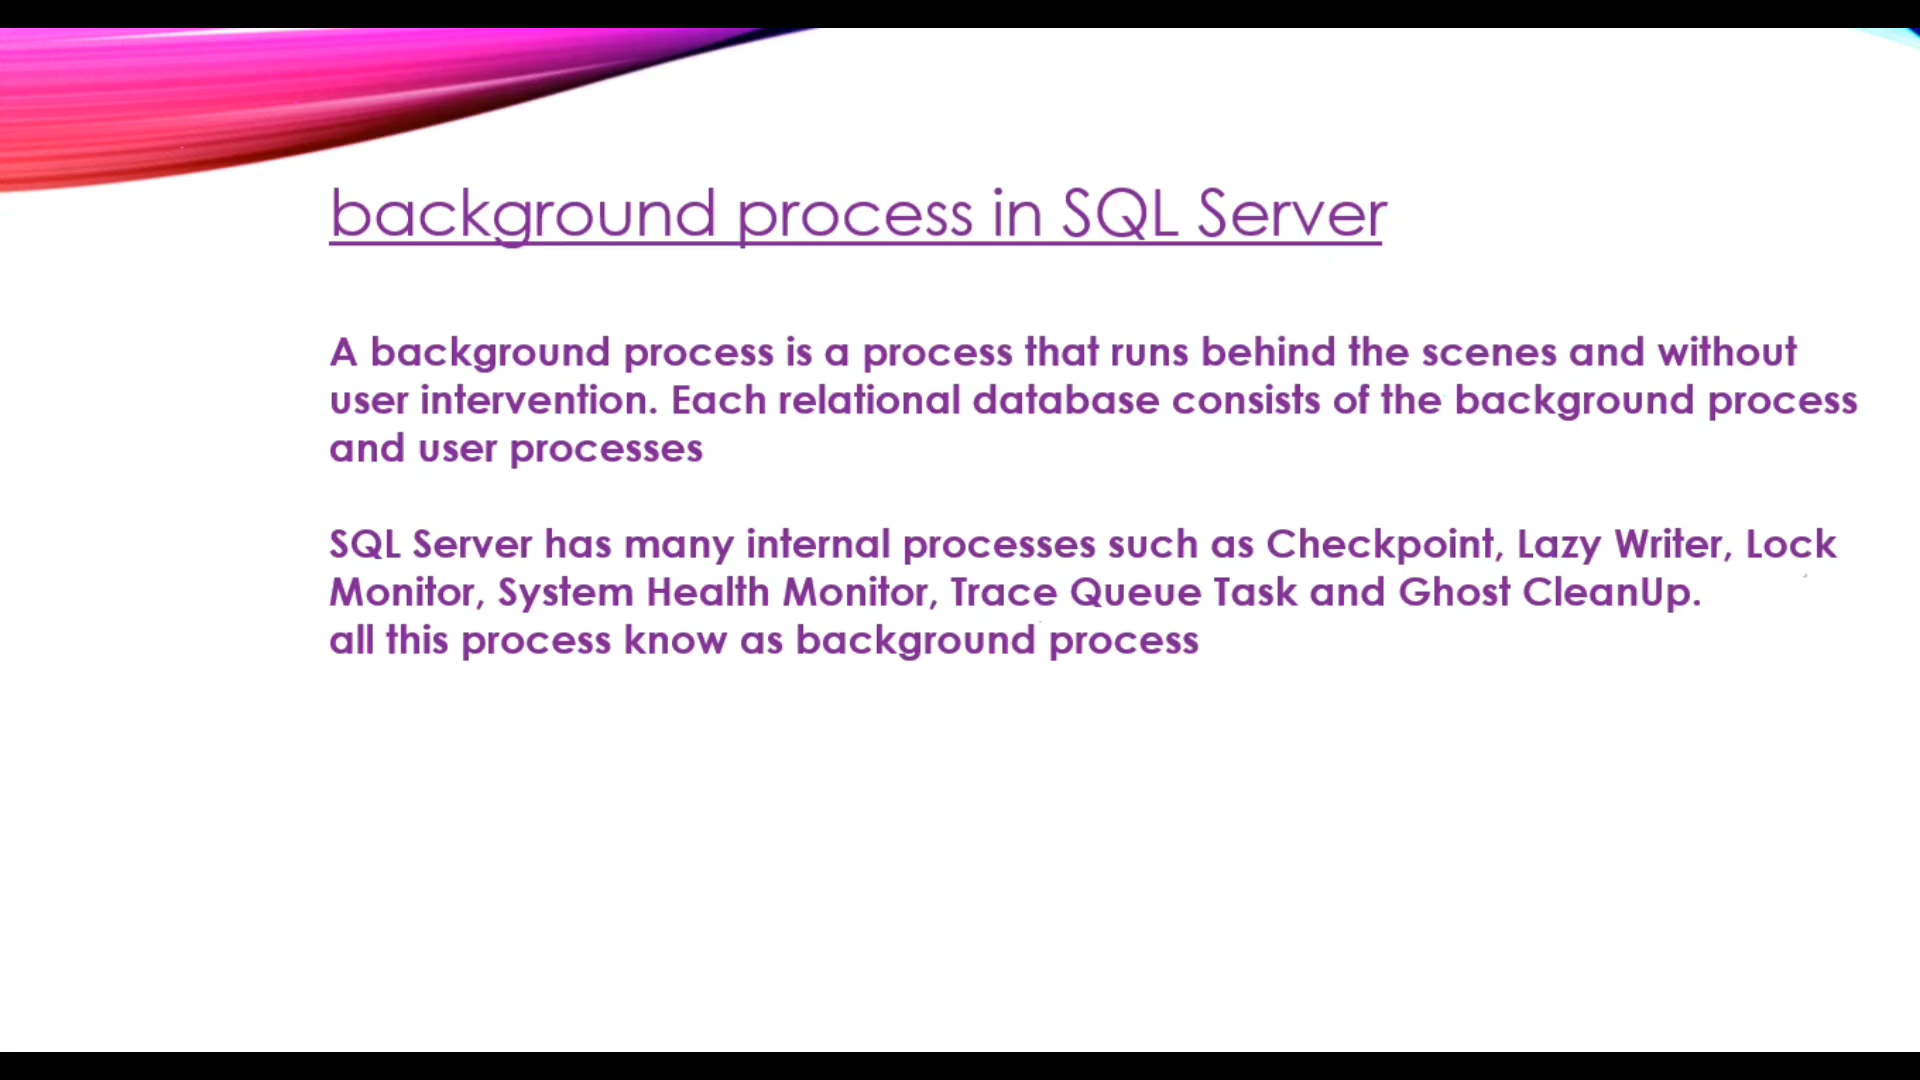 background process in SQL Server
A background process is a process that runs behind the scenes and without
user intervention. Each relational database consists of the background process
and user processes
SQL Server has many internal processes such as Checkpoint, Lazy Writer, Lock
Monitor, System Health Monitor, Trace Queue Task and Ghost CleanUp.
all this process know as background process